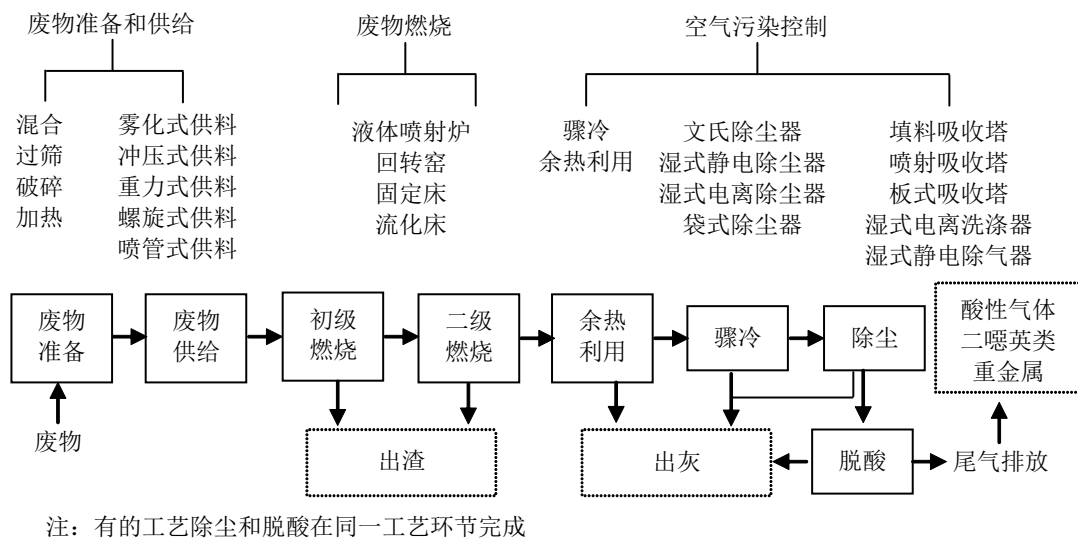 废物准备和供给
废物燃烧
空气污染控制
混合
过筛
破碎
加热
雾化式供料
冲压式供料
重力式供料
螺旋式供料
喷管式供料
液体喷射炉
回转窑
固定床
流化床
骤冷
余热利用
文氏除尘器
湿式静电除尘器
湿式电离除尘器
袋式除尘器
填料吸收塔
喷射吸收塔
板式吸收塔
湿式电离洗涤器
湿式静电除气器
废物
准备
废物
供给
初级
燃烧
二级
燃烧
余热
利用
骤冷
除尘
酸性气体
二噁英类
重金属
废物
出渣
出灰
脱酸
尾气排放
注：有的工艺除尘和脱酸在同一工艺环节完成